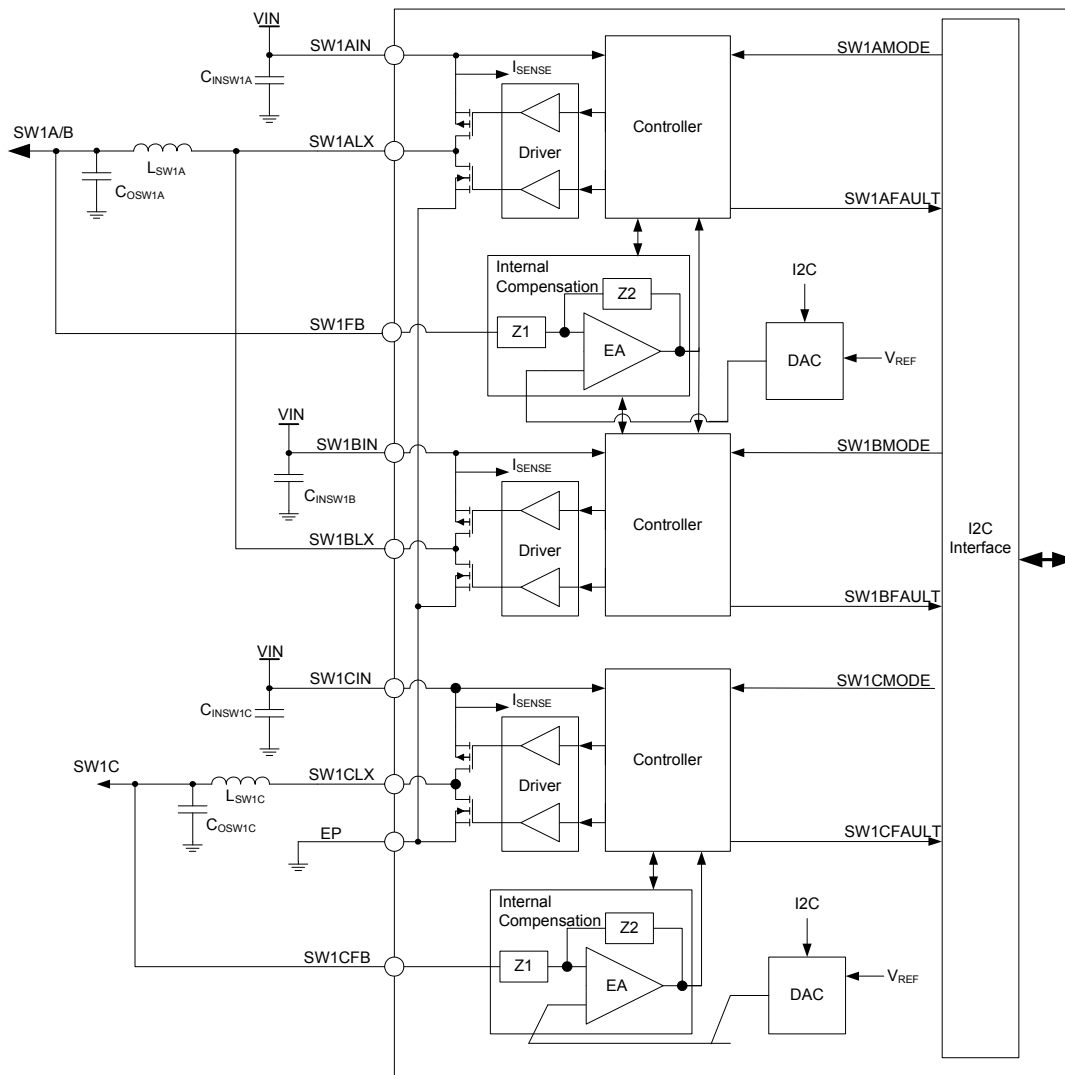 VIN
SW1AIN
SW1AMODE
CINSW1A
ISENSE
Controller
SW1A/B
SW1ALX
Driver
LSW1A
COSW1A
SW1AFAULT
Internal
Compensation
I2C
Z2
SW1FB
Z1
EA
DAC
VREF
VIN
SW1BIN
SW1BMODE
ISENSE
CINSW1B
Controller
I2C
Interface
SW1BLX
Driver
SW1BFAULT
VIN
SW1CIN
SW1CMODE
ISENSE
CINSW1C
Controller
SW1C
SW1CLX
Driver
LSW1C
COSW1C
EP
SW1CFAULT
Internal
Compensation
I2C
Z2
SW1CFB
Z1
EA
DAC
VREF